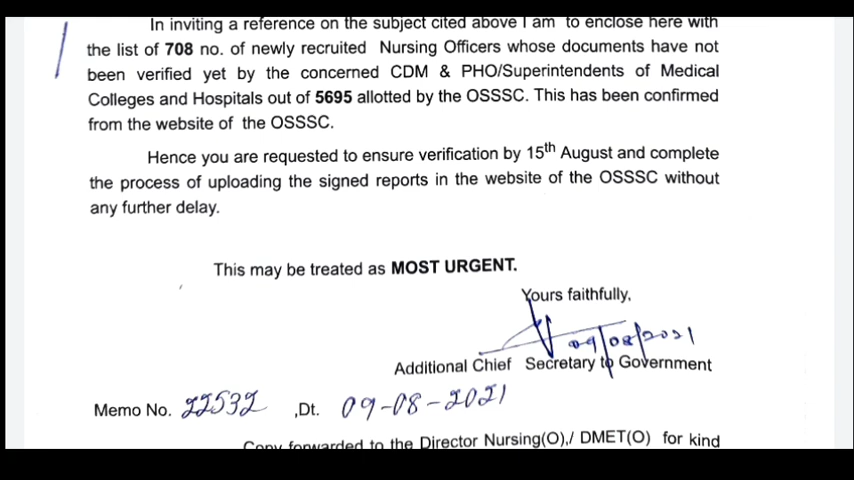 In inviting a reference on the subject cited above I am to enclose here with
the list of 708 no. of newly recruited Nursing Officers whose documents have not
been verified yet by the concerned CDM & PHO/Superintendents of Medical
Colleges and Hospitals out of 5695 allotted by the OSSSC. This has been confirmed
from the website of the OSSSC.
Hence you are requested to ensure verification by 15th August and complete
the process of uploading the signed reports in the website of the OSSSC without
any further delay.
This may be treated as MOST URGENT.
Yours faithfully,
09/08/2021
Additional Chief Secretary to Government
Memo No. 22532 ,Dt. 09-08-2021
Copy forwarded to the Director Nursing(O),/ DMET(O) for kind